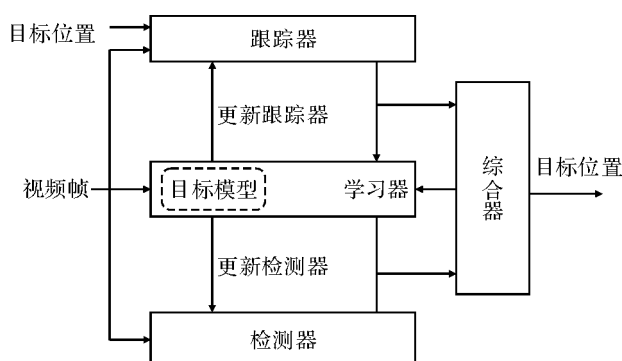 目标位置
跟踪器
更新跟踪器
视频帧
目标模型
学习器
综合器
目标位置
更新检测器
检测器